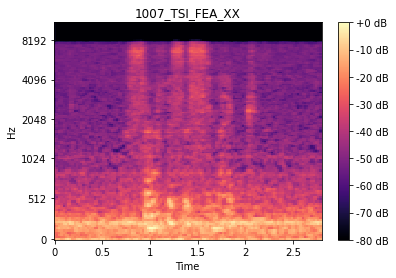 1007_TSI_FEA_XX
+0 dB
8192
-10 dB
4096
-20 dB
-30 dB
2048
Hz
-40 dB
1024
-50 dB
512
-60 dB
-70 dB
0
-80 dB
0 0.5 1 1.5 2 2.5
Time